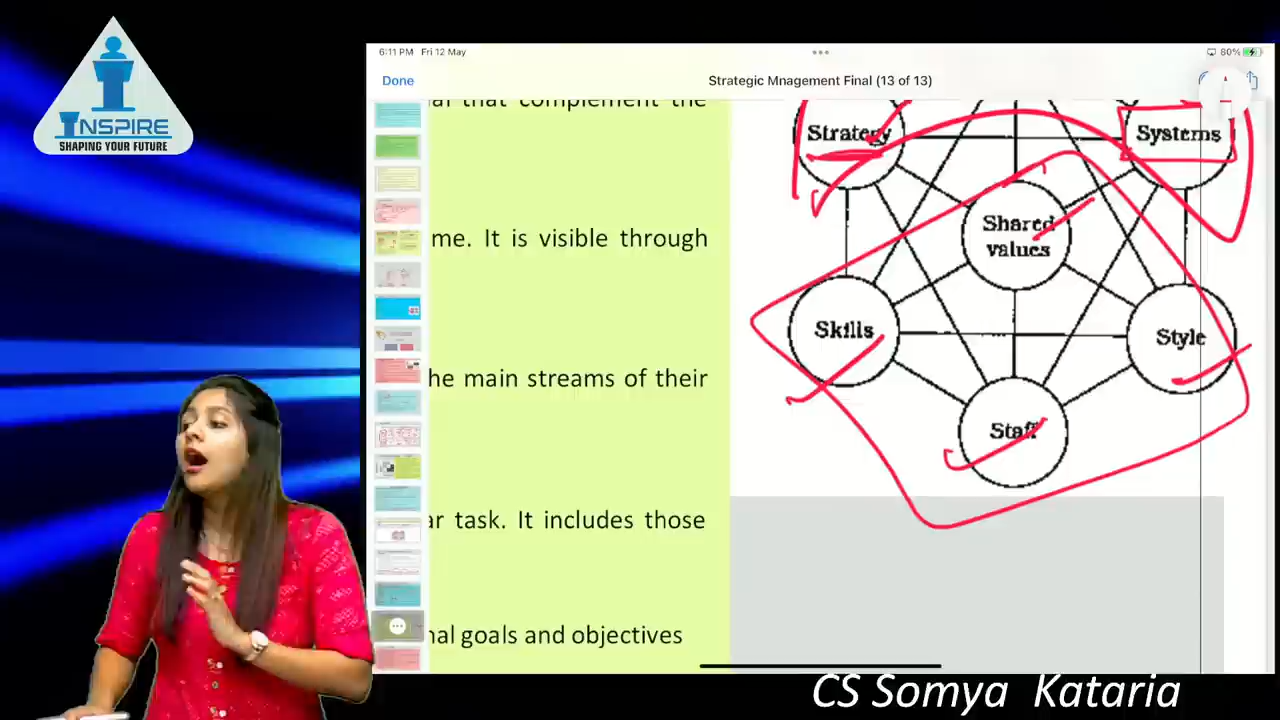 INSPIRE
SHAPING YOUR FUTURE
6:11 PM Fri 12 May
80%
Done
Strategic Mnagement Final (13 of 13)
that complement the
me. It is visible through
he main streams of their
ar task. It includes those
nal goals and objectives
Strategy
Systems
Shared
values
Skills
Style
Staff
CS Somya Kataria